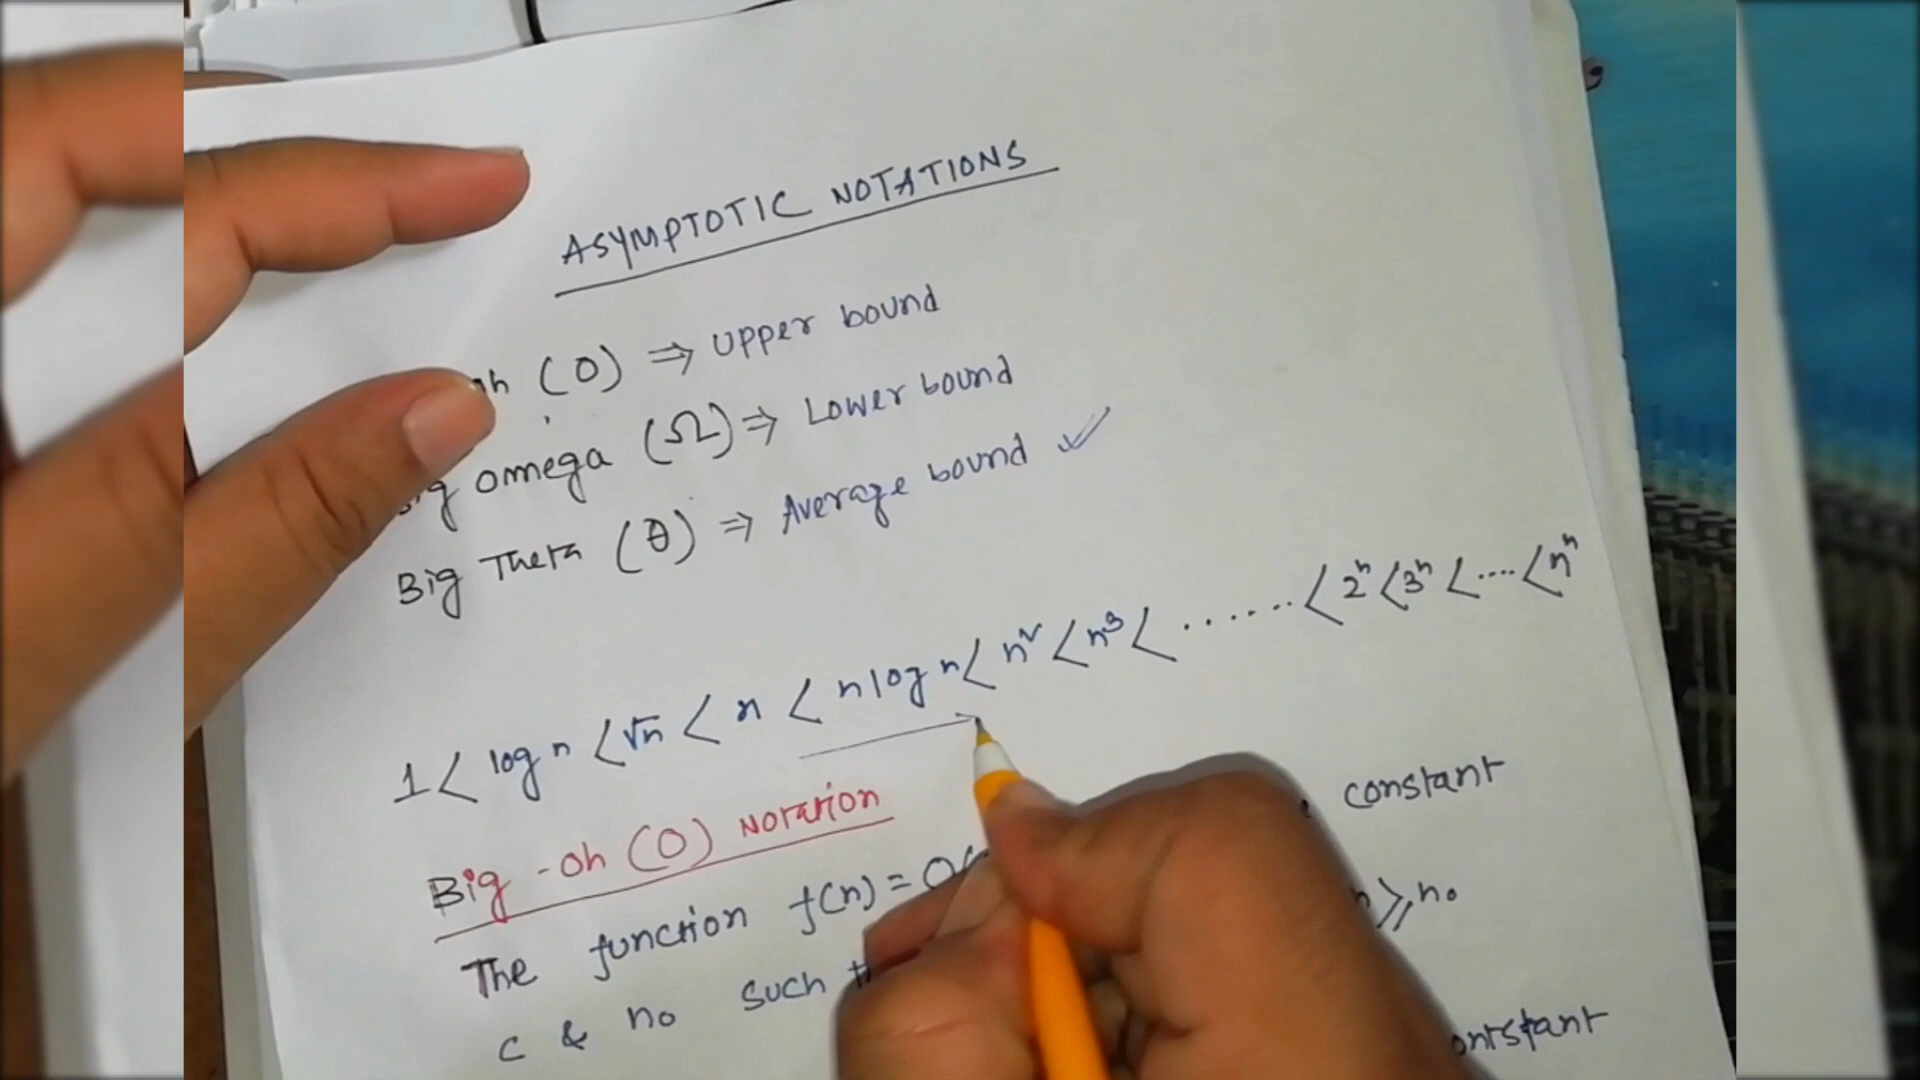 ASYMPTOTIC NOTATIONS
(O) ⇒ Upper bound
omega (Ω) ⇒ Lower bound
Big Theta (θ) ⇒ Average bound ✓
1 < log n < √n < n < n log n < n² < n³ < ....... < 2ⁿ < 3ⁿ < .... < nⁿ
Big - oh (O) Notation
constant
The function f(n) = O(
n ≥ n₀
c & n₀ such
ontstant